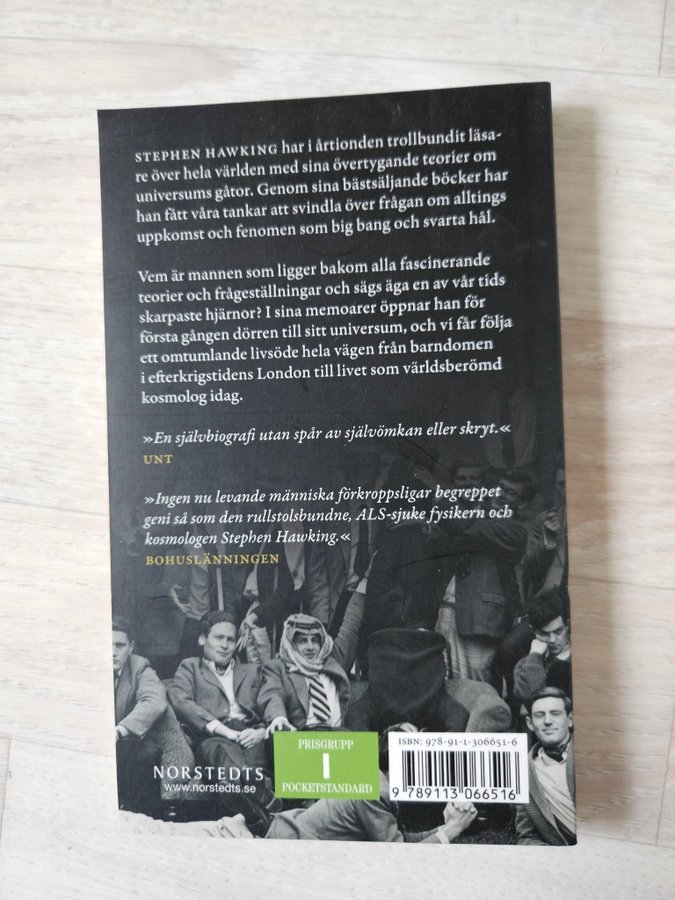 STEPHEN HAWKING har i årtionden trollbundit läsa-
re över hela världen med sina övertygande teorier om
universums gåtor. Genom sina bästsäljande böcker har
han fått våra tankar att svindla över frågan om alltings
uppkomst och fenomen som big bang och svarta hål.
Vem är mannen som ligger bakom alla fascinerande
teorier och frågeställningar och sägs äga en av vår tids
skarpaste hjärnor? I sina memoarer öppnar han för
första gången dörren till sitt universum, och vi får följa
ett omtumlande livsöde hela vägen från barndomen
i efterkrigstidens London till livet som världsberömd
kosmolog idag.
»En självbiografi utan spår av självömkan eller skryt.«
UNT
»Ingen nu levande människa förkroppsligar begreppet
geni så som den rullstolsbundne, ALS-sjuke fysikern och
kosmologen Stephen Hawking.«
BOHUSLÄNNINGEN
NORSTEDTS
www.norstedts.se
PRISGRUPP
I
POCKETSTANDARD
ISBN: 978-91-1-306651-6
9 789113 066516